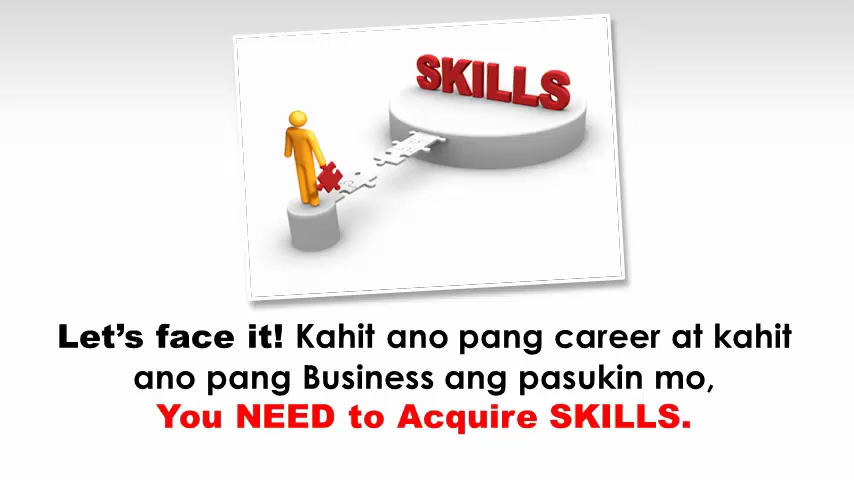 SKILLS
Let’s face it! Kahit ano pang career at kahit
ano pang Business ang pasukin mo,
You NEED to Acquire SKILLS.